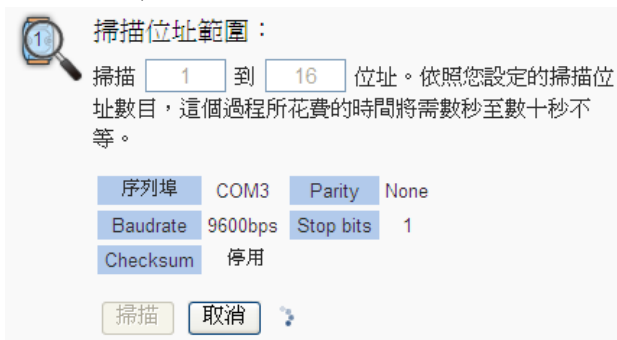 1
掃描位址範圍：
掃描 1 到 16 位址。依照您設定的掃描位
址數目，這個過程所花費的時間將需數秒至數十秒不
等。
序列埠 COM3 Parity None
Baudrate 9600bps Stop bits 1
Checksum 停用
掃描 取消